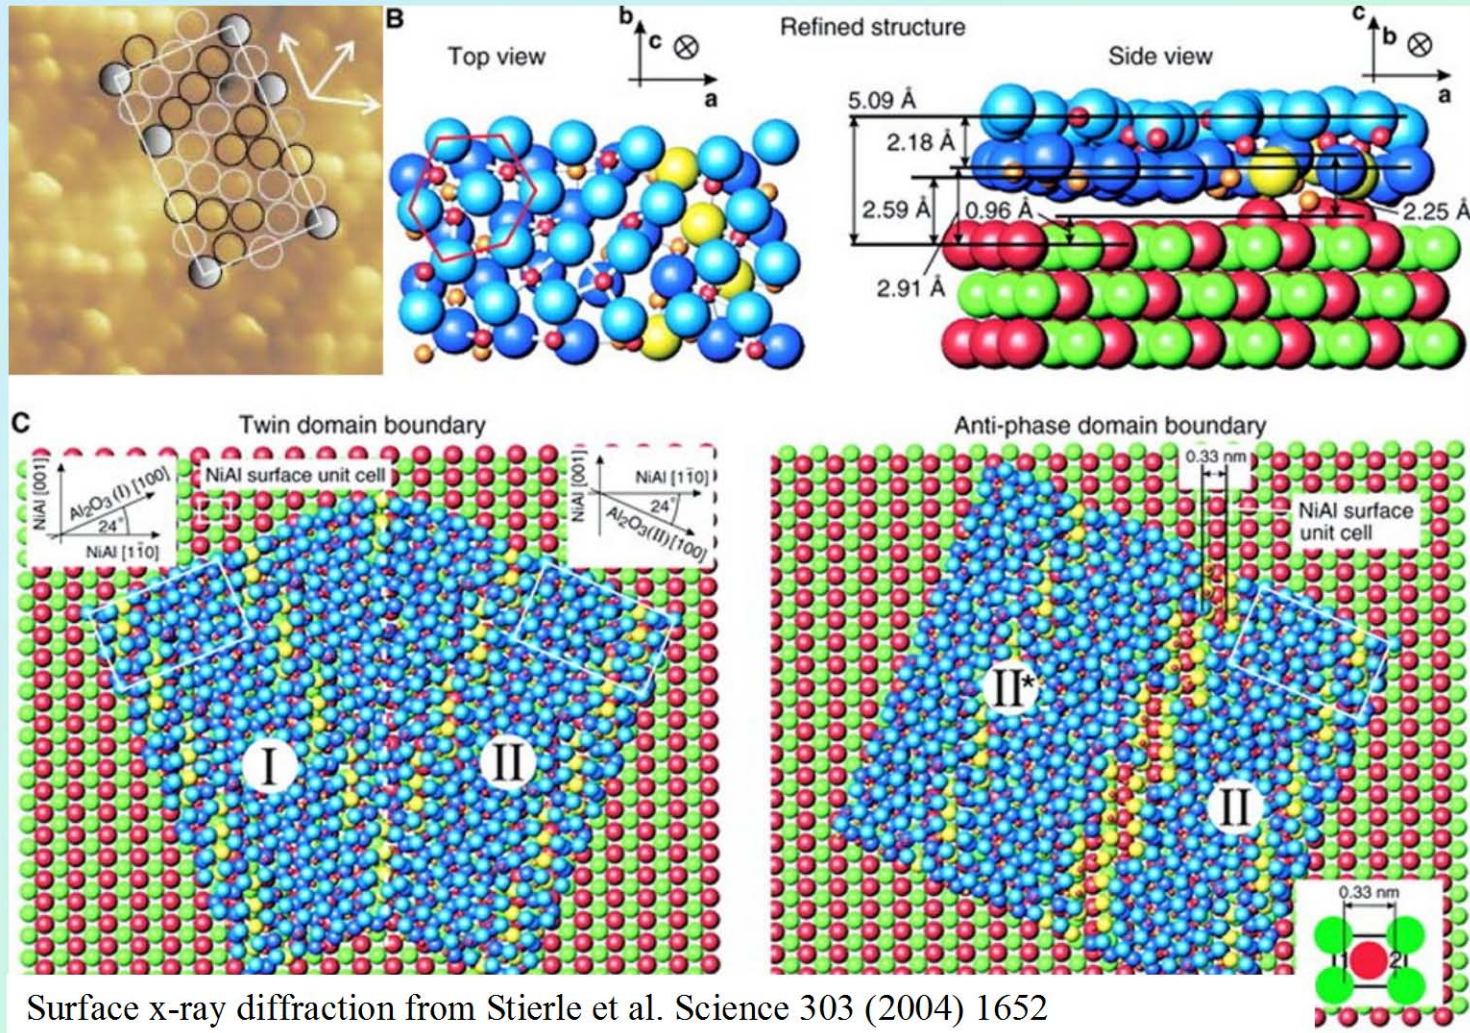 B
b
c
a
Top view
Refined structure
Side view
c
b
a
5.09 Å
2.18 Å
2.59 Å
0.96 Å
2.25 Å
2.91 Å
C
Twin domain boundary
Anti-phase domain boundary
NiAl [001]
Al₂O₃(I) [100]
24°
NiAl [11̄0]
NiAl surface unit cell
NiAl [001]
NiAl [11̄0]
24°
Al₂O₃(II) [100]
I
II
0.33 nm
NiAl surface
unit cell
II*
II
0.33 nm
1
2
Surface x-ray diffraction from Stierle et al. Science 303 (2004) 1652